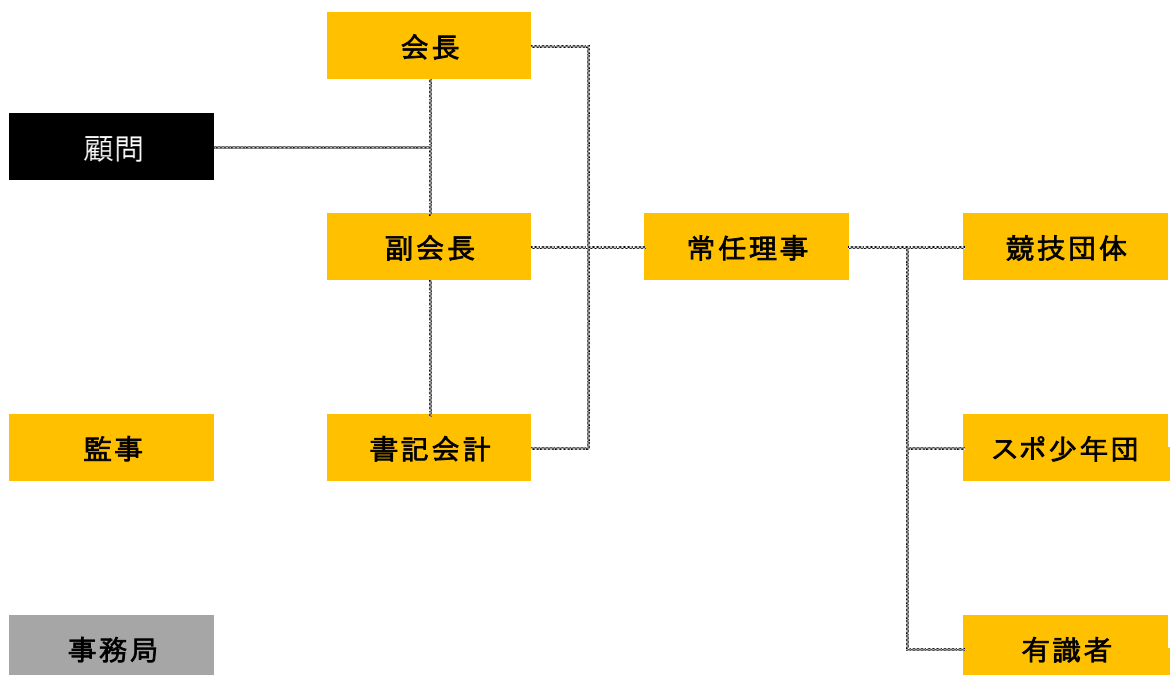 会長
顧問
副会長
常任理事
競技団体
監事
書記会計
スポ少年団
事務局
有識者